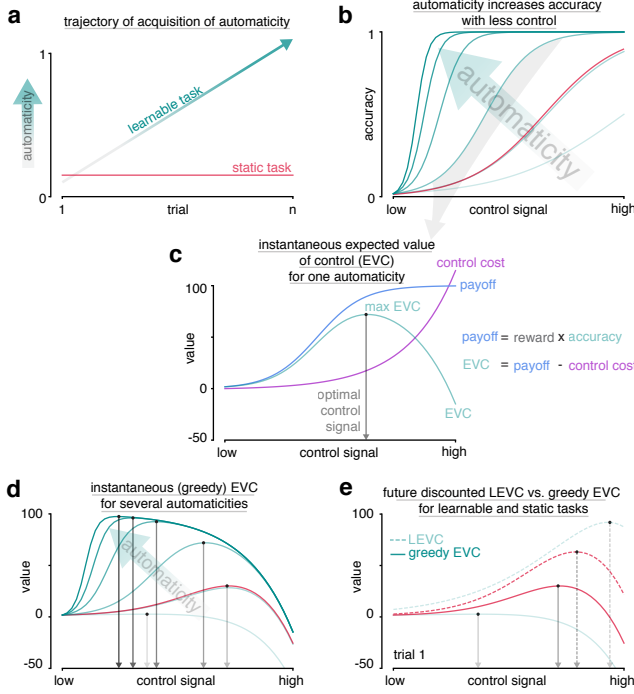 a
trajectory of acquisition of automaticity
1
automaticity
learnable task
static task
0
1
trial
n
b
automaticity increases accuracy
with less control
1
accuracy
automaticity
0
low
control signal
high
c
instantaneous expected value
of control (EVC)
for one automaticity
control cost
100
payoff
max EVC
value
payoff = reward x accuracy
EVC = payoff - control cost
0
optimal
control
signal
EVC
-50
low
control signal
high
d
instantaneous (greedy) EVC
for several automaticities
100
automaticity
value
0
-50
low
control signal
high
e
future discounted LEVC vs. greedy EVC
for learnable and static tasks
100
LEVC
greedy EVC
value
0
trial 1
-50
low
control signal
high